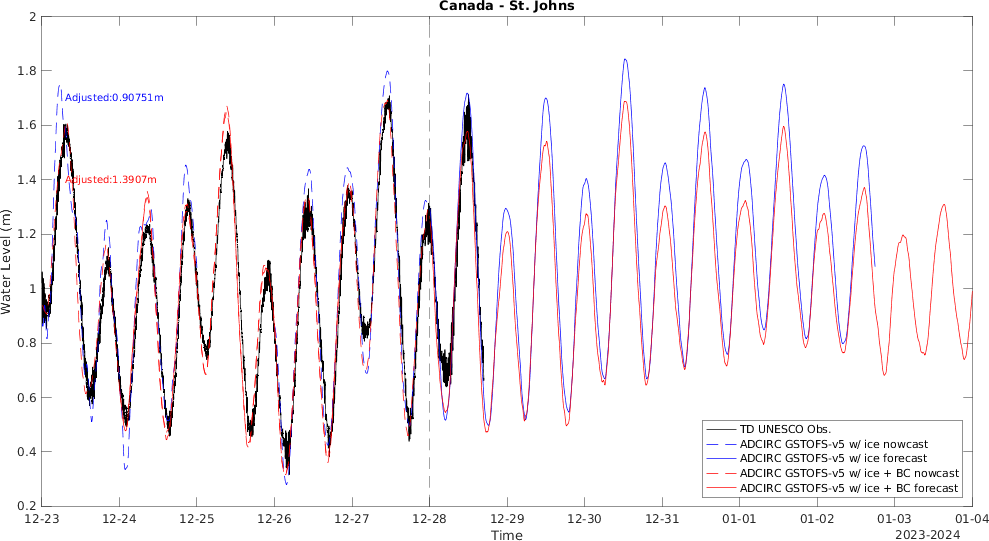 Canada - St. Johns
2
1.8
1.6
1.4
1.2
1
0.8
0.6
0.4
0.2
Water Level (m)
Adjusted:0.90751m
Adjusted:1.3907m
TD UNESCO Obs.
ADCIRC GSTOFS-v5 w/ ice nowcast
ADCIRC GSTOFS-v5 w/ ice forecast
ADCIRC GSTOFS-v5 w/ ice + BC nowcast
ADCIRC GSTOFS-v5 w/ ice + BC forecast
12-23 12-24 12-25 12-26 12-27 12-28 12-29 12-30 12-31 01-01 01-02 01-03 01-04
Time
2023-2024